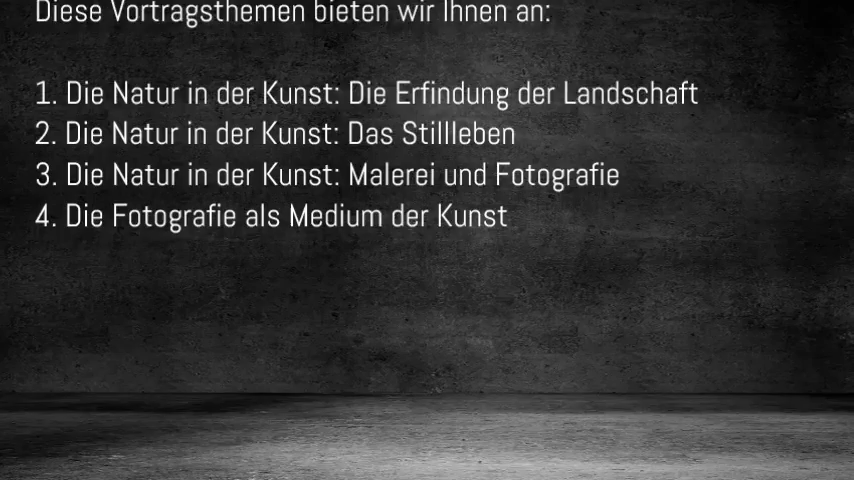 Diese Vortragsthemen bieten wir Ihnen an:
1. Die Natur in der Kunst: Die Erfindung der Landschaft
2. Die Natur in der Kunst: Das Stillleben
3. Die Natur in der Kunst: Malerei und Fotografie
4. Die Fotografie als Medium der Kunst